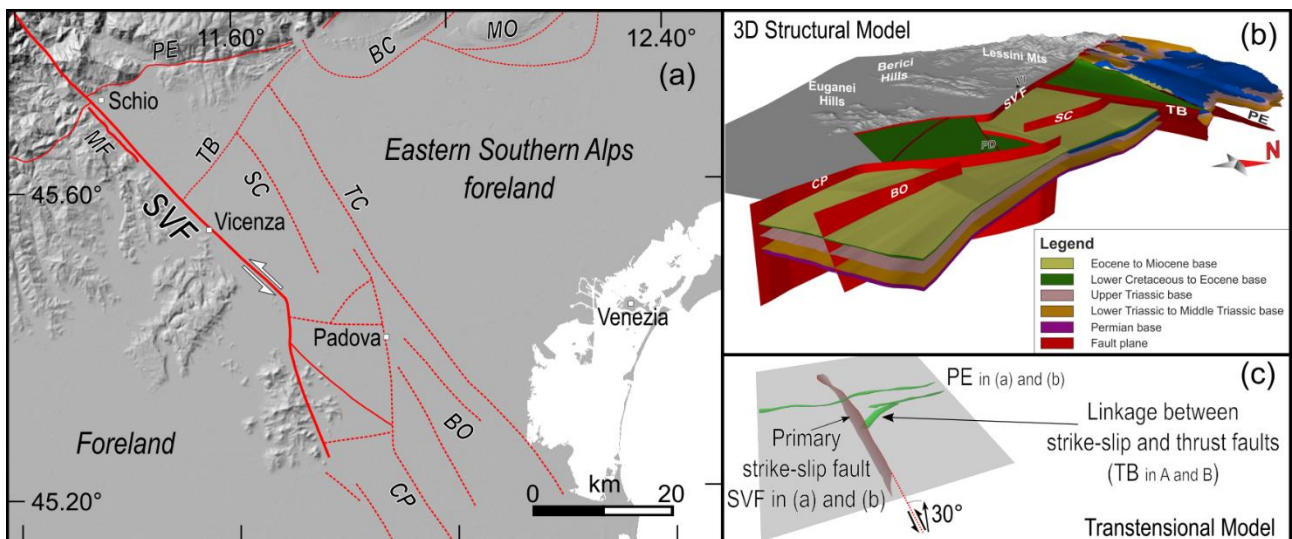 11.60°
12.40°
(a)
PE
BC
MO
Schio
MF
TB
SC
TC
Eastern Southern Alps
foreland
45.60°
SVF
Vicenza
Venezia
Padova
BO
Foreland
CP
0 20
km
45.20°
3D Structural Model
(b)
Lessini Mts
Berici
Hills
Euganei
Hills
SVF
VI
SC
TB
PE
PD
CP
BO
N
Legend
Eocene to Miocene base
Lower Cretaceous to Eocene base
Upper Triassic base
Lower Triassic to Middle Triassic base
Permian base
Fault plane
(c)
PE in (a) and (b)
Linkage between
strike-slip and thrust faults
(TB in A and B)
Primary
strike-slip fault
SVF in (a) and (b)
30°
Transtensional Model